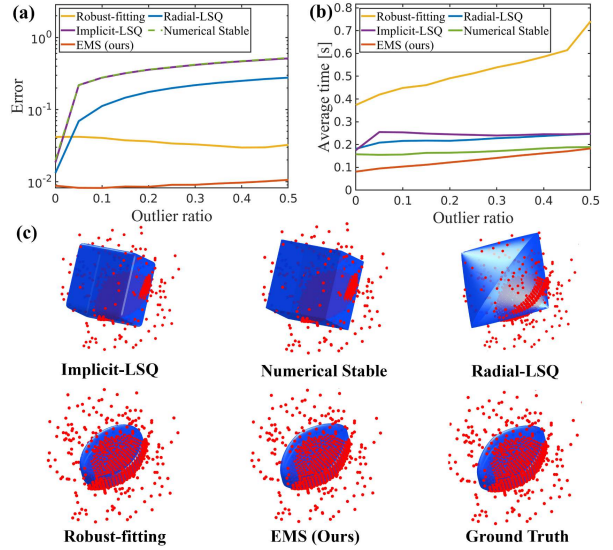 (a)
Robust-fitting Radial-LSQ
Implicit-LSQ Numerical Stable
EMS (ours)
10⁰
10⁻¹
10⁻²
Error
0 0.1 0.2 0.3 0.4 0.5
Outlier ratio
(b)
Robust-fitting Radial-LSQ
Implicit-LSQ Numerical Stable
EMS (ours)
0.8
0.7
0.6
0.5
0.4
0.3
0.2
0.1
0
Average time [s]
0 0.1 0.2 0.3 0.4 0.5
Outlier ratio
(c)
Implicit-LSQ Numerical Stable Radial-LSQ
Robust-fitting EMS (Ours) Ground Truth